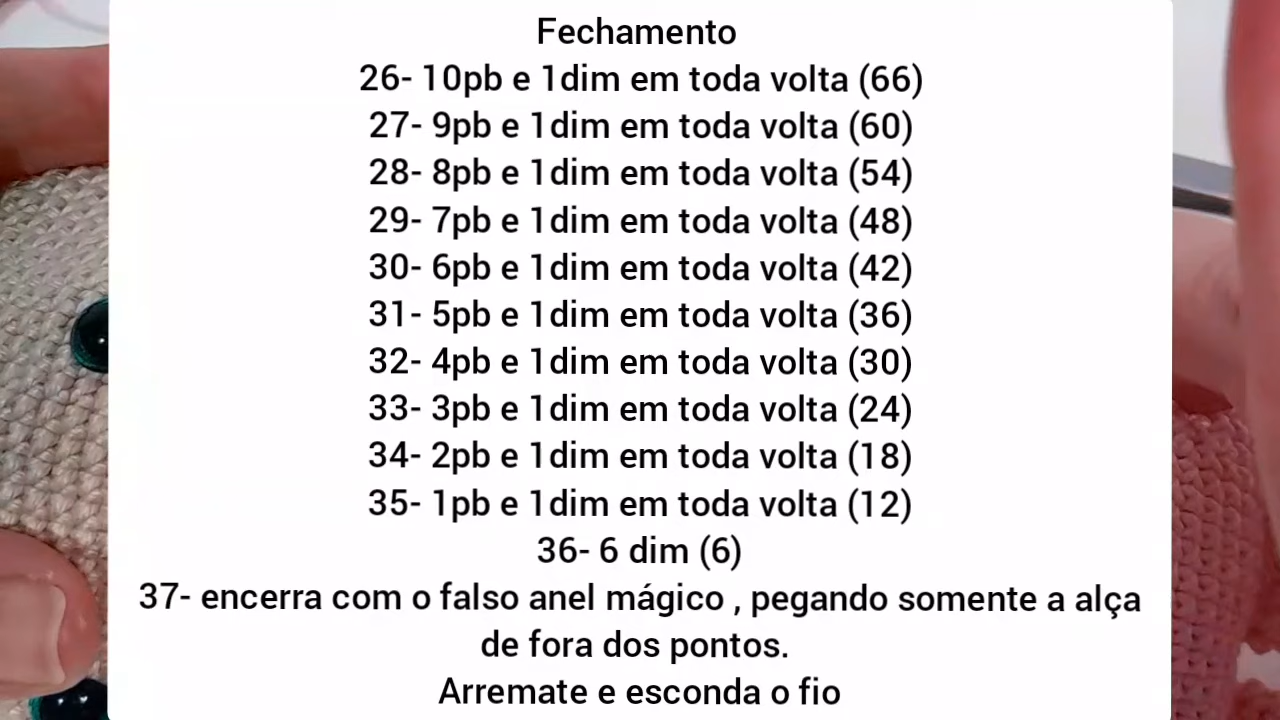 Fechamento
26- 10pb e 1dim em toda volta (66)
27- 9pb e 1dim em toda volta (60)
28- 8pb e 1dim em toda volta (54)
29- 7pb e 1dim em toda volta (48)
30- 6pb e 1dim em toda volta (42)
31- 5pb e 1dim em toda volta (36)
32- 4pb e 1dim em toda volta (30)
33- 3pb e 1dim em toda volta (24)
34- 2pb e 1dim em toda volta (18)
35- 1pb e 1dim em toda volta (12)
36- 6 dim (6)
37- encerra com o falso anel mágico , pegando somente a alça
de fora dos pontos.
Arremate e esconda o fio